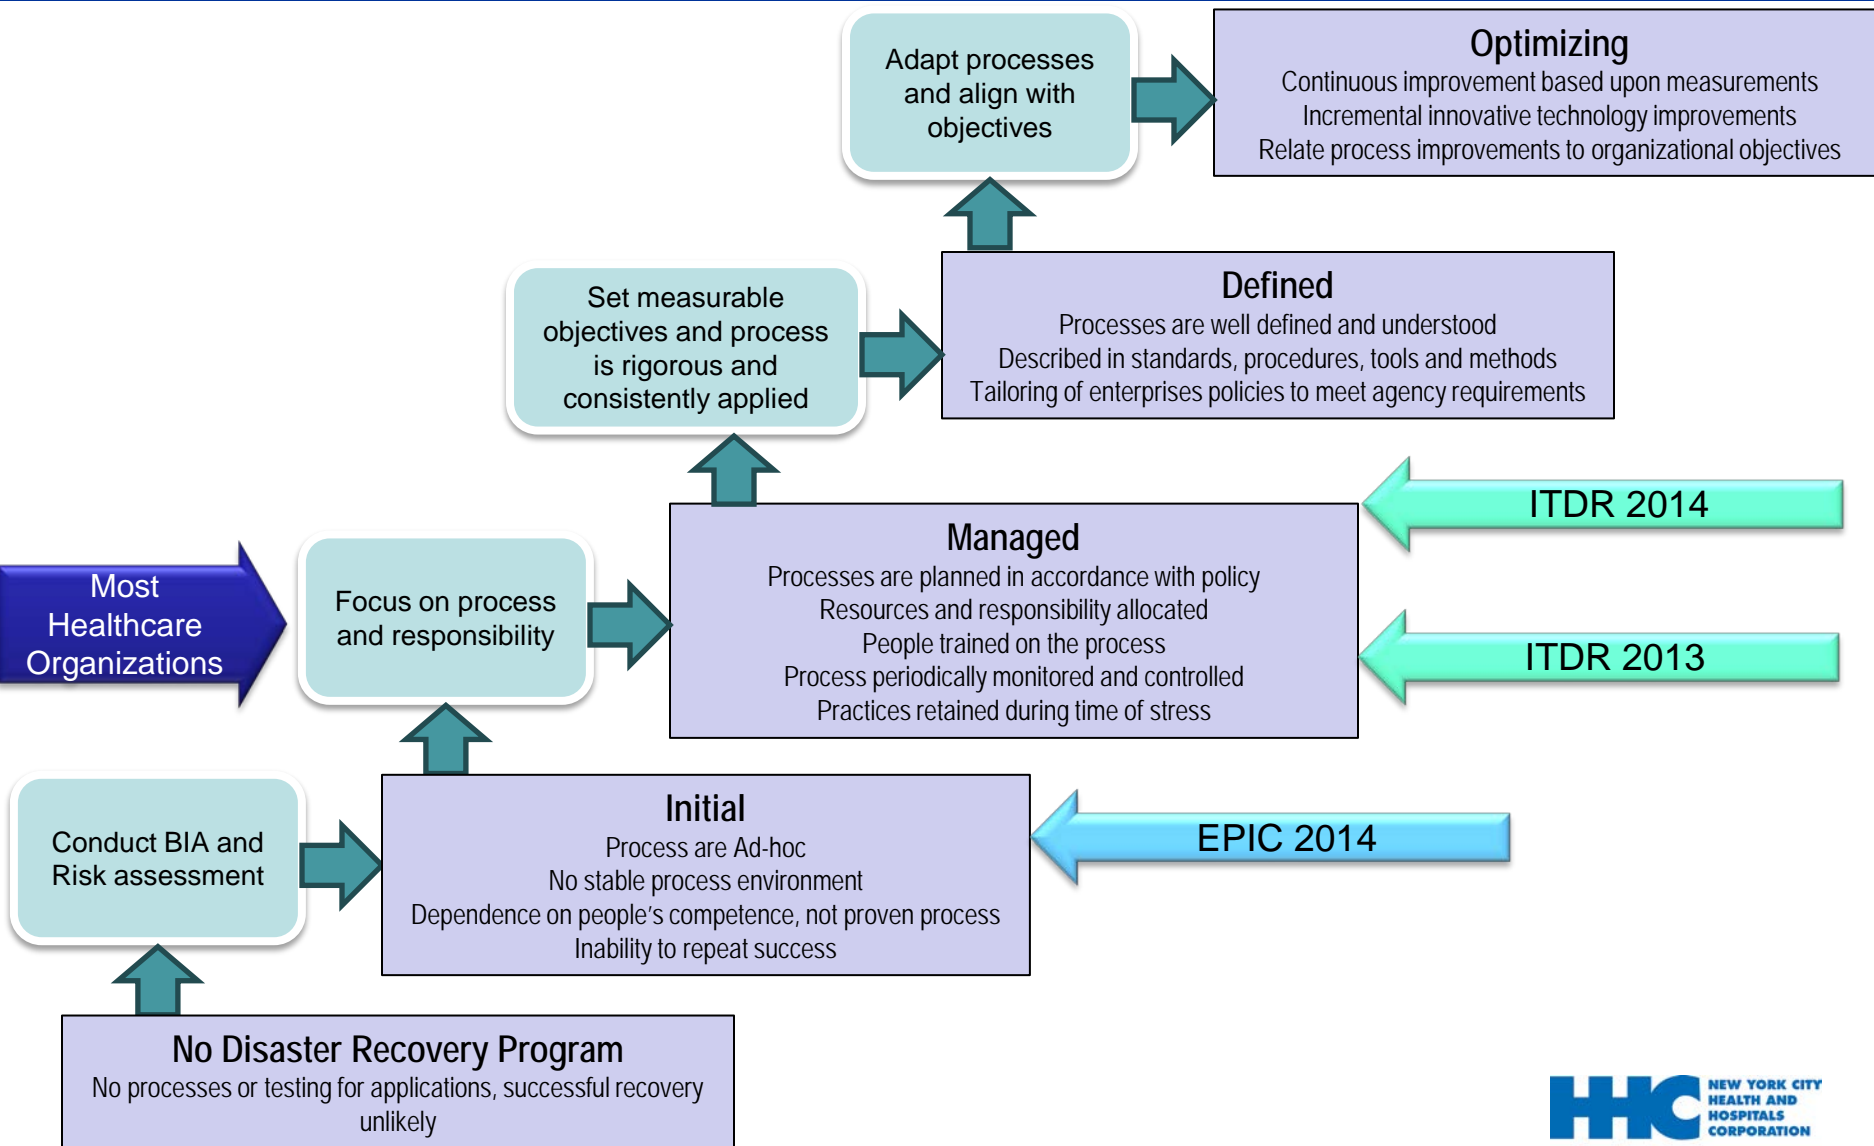 Adapt processes
and align with
objectives
Optimizing
Continuous improvement based upon measurements
Incremental innovative technology improvements
Relate process improvements to organizational objectives
Set measurable
objectives and process
is rigorous and
consistently applied
Defined
Processes are well defined and understood
Described in standards, procedures, tools and methods
Tailoring of enterprises policies to meet agency requirements
Most
Healthcare
Organizations
Focus on process
and responsibility
Managed
Processes are planned in accordance with policy
Resources and responsibility allocated
People trained on the process
Process periodically monitored and controlled
Practices retained during time of stress
ITDR 2014
ITDR 2013
Conduct BIA and
Risk assessment
Initial
Process are Ad-hoc
No stable process environment
Dependence on people's competence, not proven process
Inability to repeat success
EPIC 2014
No Disaster Recovery Program
No processes or testing for applications, successful recovery
unlikely
HHC
NEW YORK CITY
HEALTH AND
HOSPITALS
CORPORATION